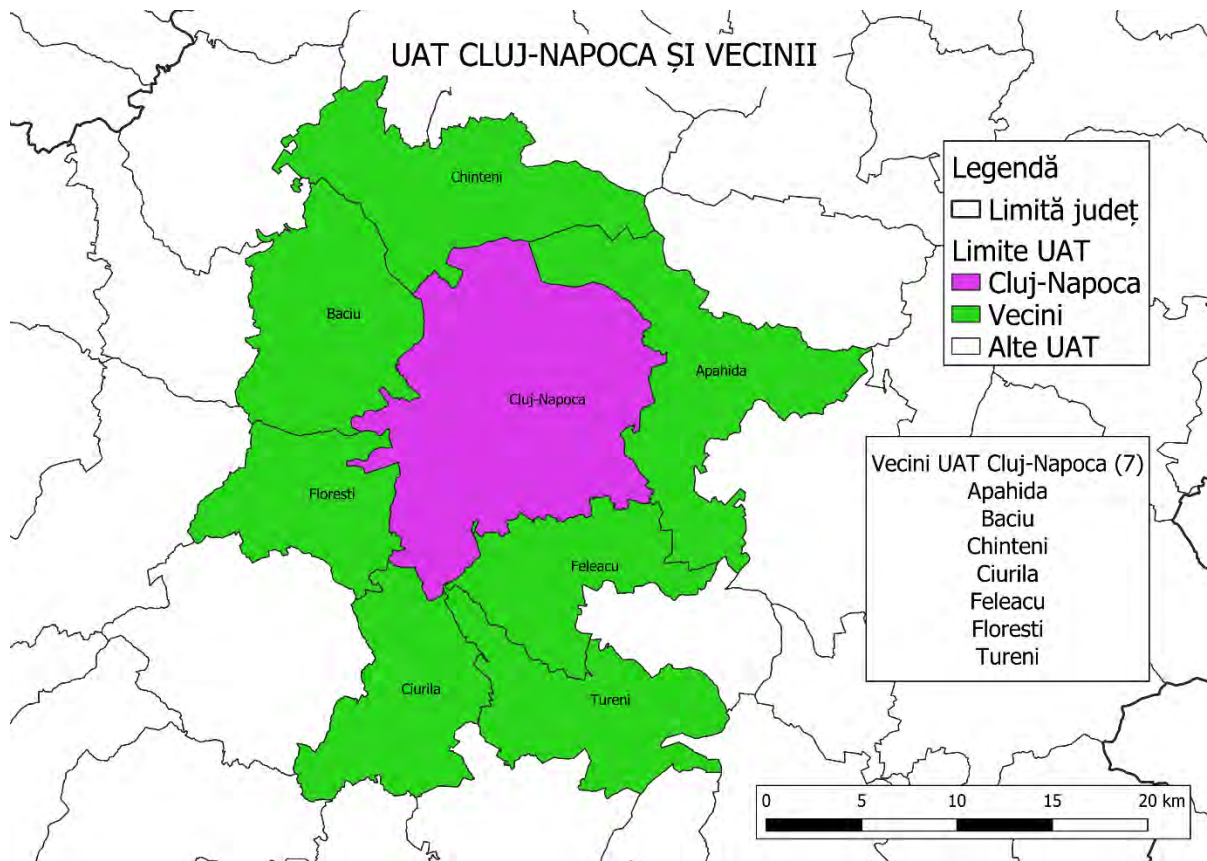 UAT CLUJ-NAPOCA ȘI VECINII
Chinteni
Baciu
Apahida
Cluj-Napoca
Floresti
Feleacu
Ciurila
Tureni
Legendă
Limită județ
Limite UAT
Cluj-Napoca
Vecini
Alte UAT
Vecini UAT Cluj-Napoca (7)
Apahida
Baciu
Chinteni
Ciurila
Feleacu
Floresti
Tureni
0 5 10 15 20 km